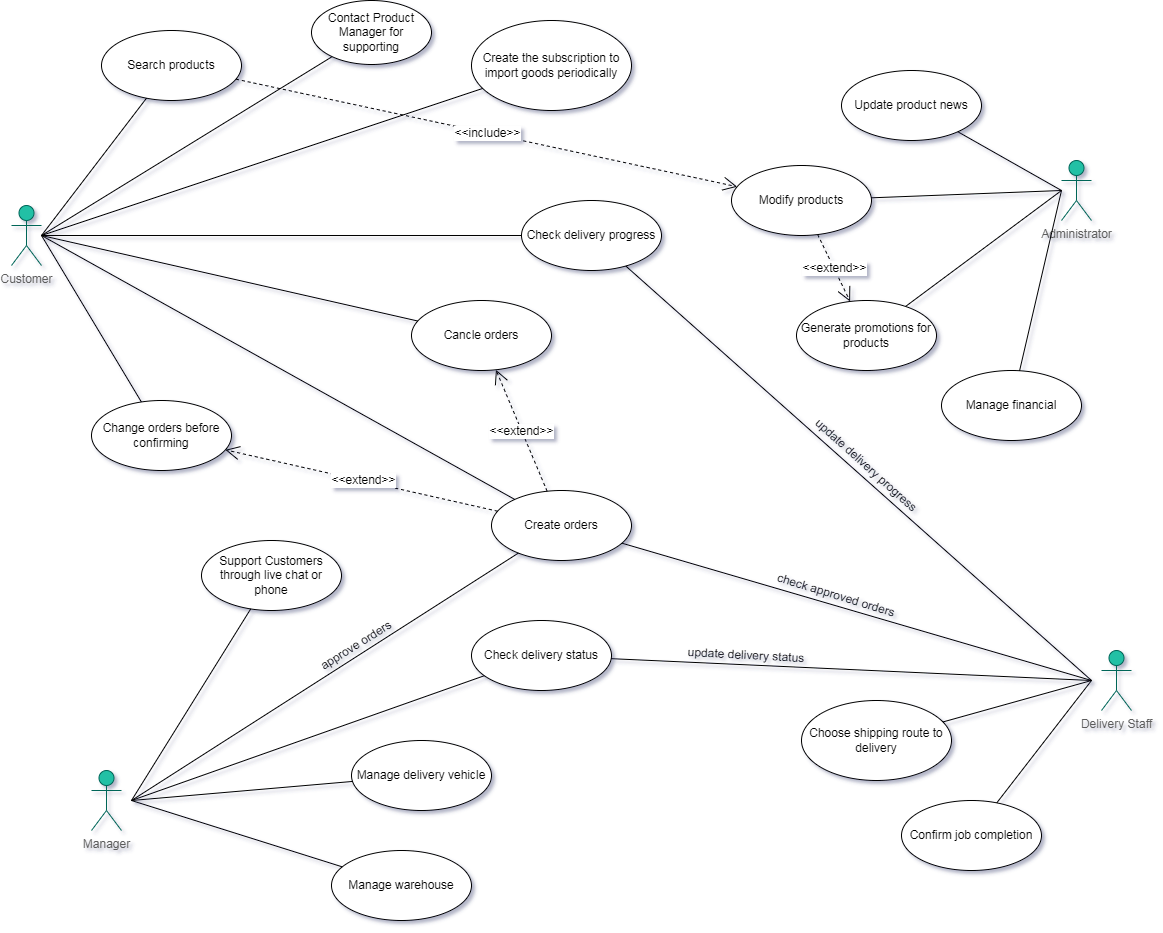 Contact Product
Manager for
supporting
Search products
Create the subscription to
import goods periodically
Update product news
<<include>>
Modify products
Administrator
Check delivery progress
Customer
<<extend>>
Generate promotions for
products
Cancle orders
Manage financial
Change orders before
confirming
<<extend>>
<<extend>>
update delivery progress
Create orders
Support Customers
through live chat or
phone
check approved orders
approve orders
Check delivery status
update delivery status
Delivery Staff
Choose shipping route to
delivery
Manage delivery vehicle
Manager
Confirm job completion
Manage warehouse